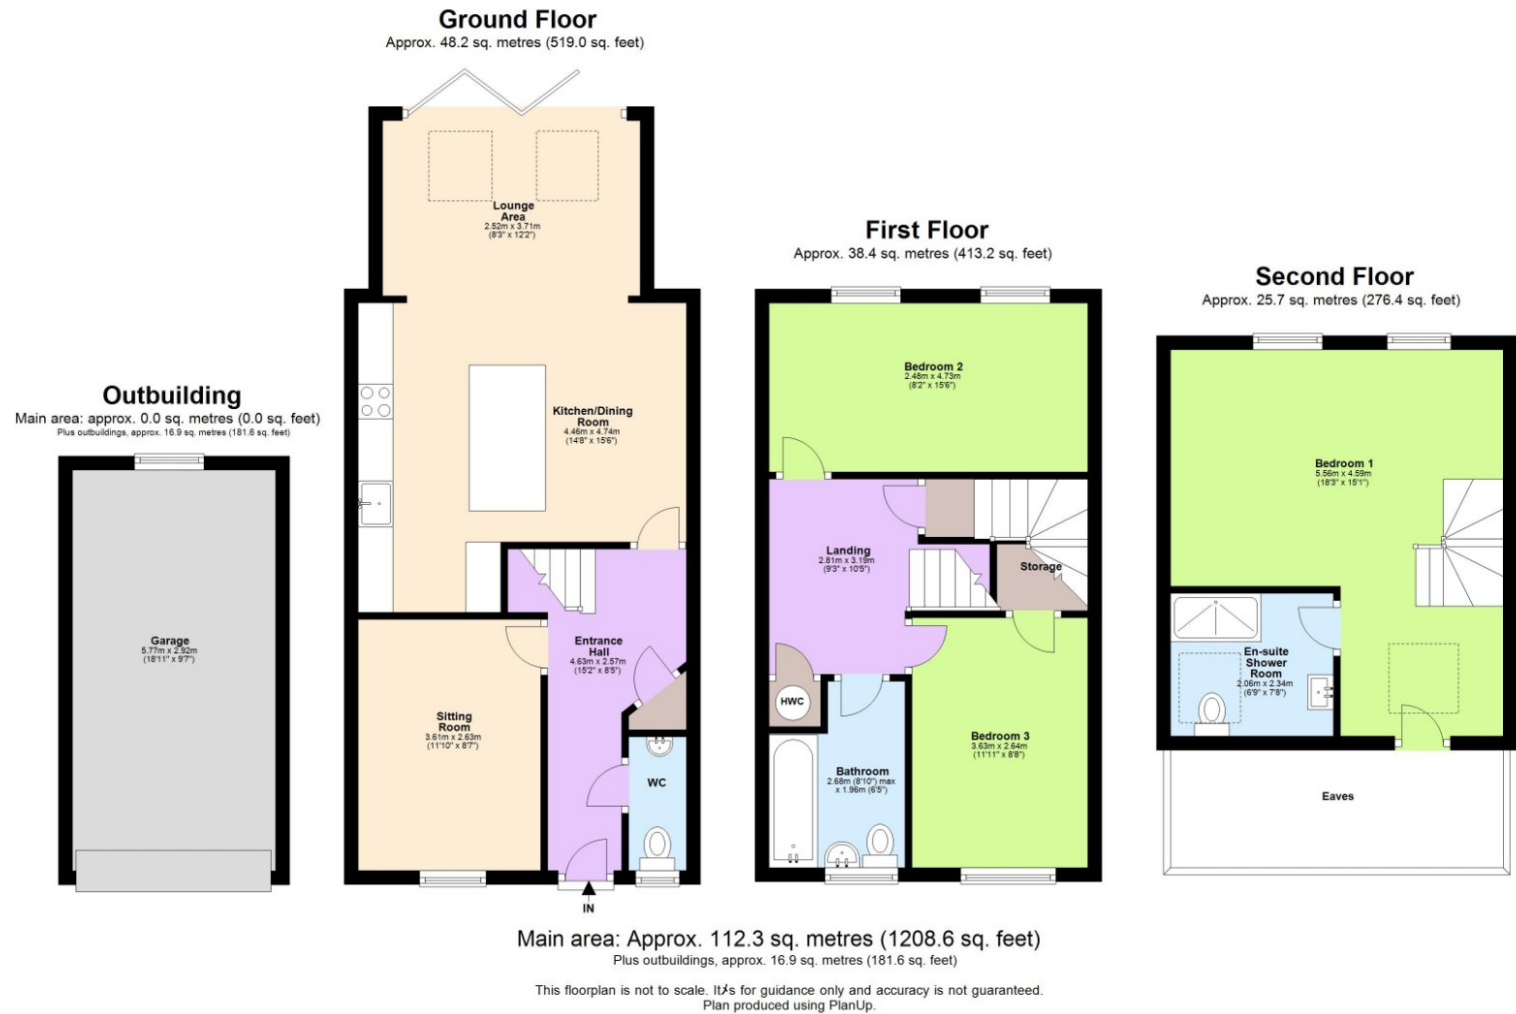 Ground Floor
Approx. 48.2 sq. metres (519.0 sq. feet)
Lounge
Area
2.52m x 3.71m
(8'3" x 12'2")
Kitchen/Dining
Room
4.46m x 4.74m
(14'8" x 15'6")
Entrance
Hall
4.63m x 2.57m
(15'2" x 8'5")
Sitting
Room
3.61m x 2.63m
(11'10" x 8'7")
WC
IN
Outbuilding
Main area: approx. 0.0 sq. metres (0.0 sq. feet)
Plus outbuildings, approx. 16.9 sq. metres (181.6 sq. feet)
Garage
5.77m x 2.92m
(18'11" x 9'7")
First Floor
Approx. 38.4 sq. metres (413.2 sq. feet)
Bedroom 2
2.48m x 4.73m
(8'2" x 15'6")
Landing
2.81m x 3.19m
(9'3" x 10'5")
Storage
HWC
Bedroom 3
3.63m x 2.64m
(11'11" x 8'8")
Bathroom
2.68m (8'10") max
x 1.96m (6'5")
Second Floor
Approx. 25.7 sq. metres (276.4 sq. feet)
Bedroom 1
5.56m x 4.59m
(18'3" x 15'1")
En-suite
Shower
Room
2.06m x 2.34m
(6'9" x 7'8")
Eaves
Main area: Approx. 112.3 sq. metres (1208.6 sq. feet)
Plus outbuildings, approx. 16.9 sq. metres (181.6 sq. feet)
This floorplan is not to scale. It's for guidance only and accuracy is not guaranteed.
Plan produced using PlanUp.